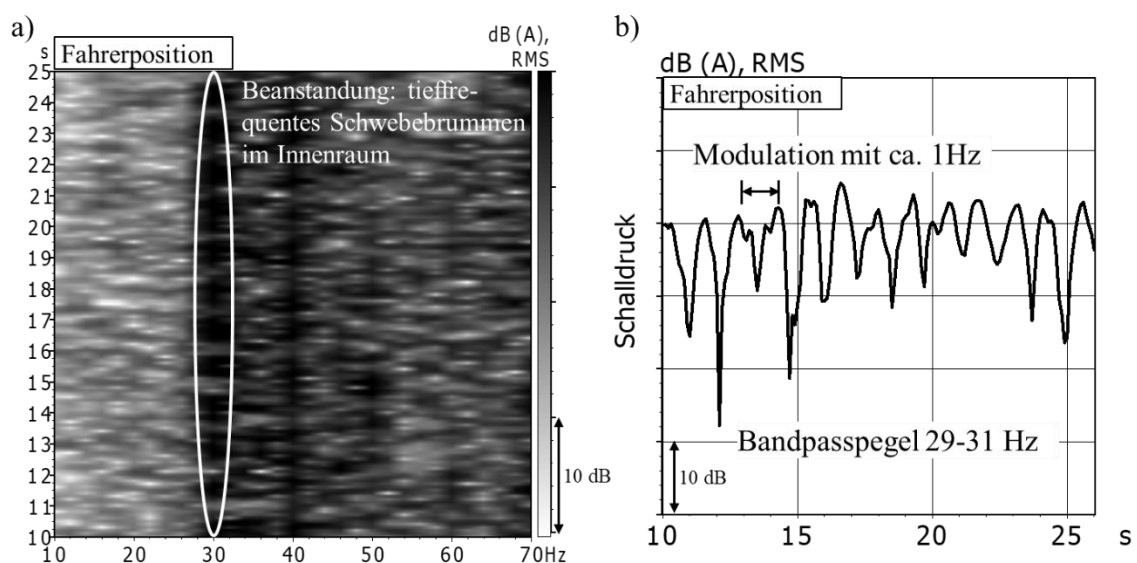 a)
Fahrerposition
dB (A),
RMS
s
25
24
23
22
21
20
19
18
17
16
15
14
13
12
11
10
Beanstandung: tieffre-
quentes Schwebebrummen
im Innenraum
10 dB
10 20 30 40 50 60 70Hz
b)
dB (A), RMS
Fahrerposition
Modulation mit ca. 1Hz
Schalldruck
Bandpasspegel 29-31 Hz
10 dB
10 15 20 25 s